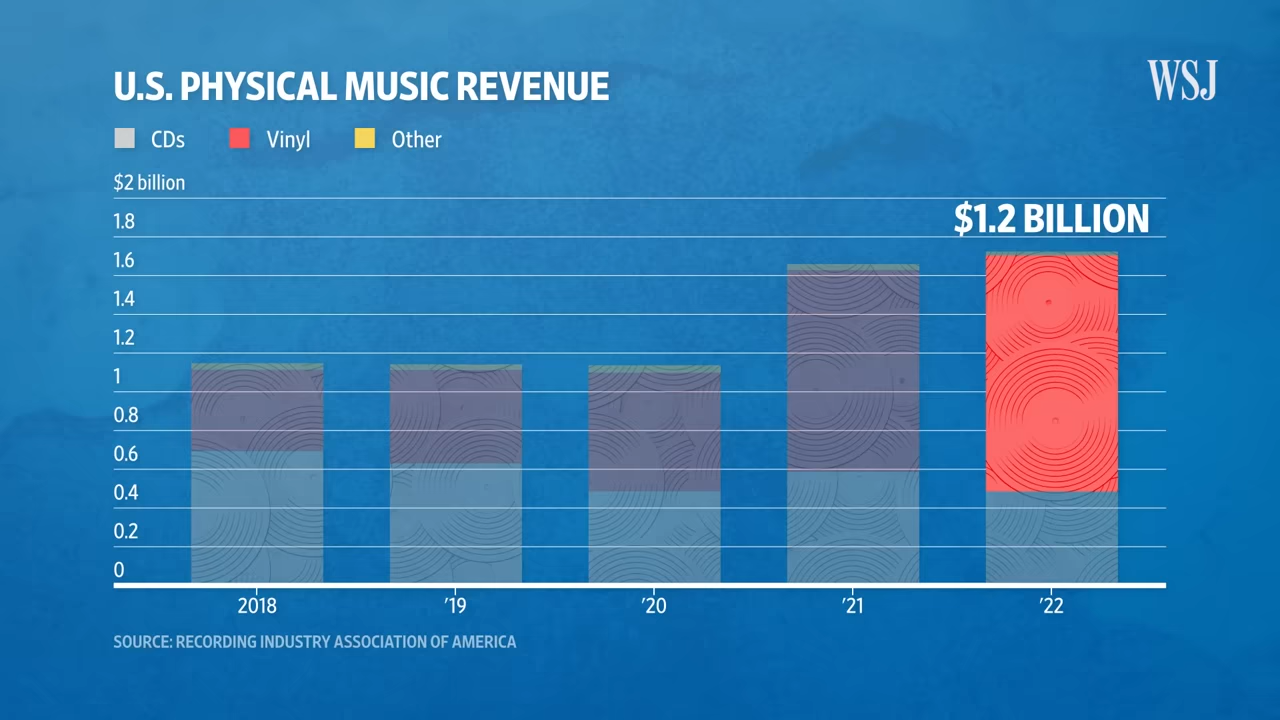 U.S. PHYSICAL MUSIC REVENUE
WSJ
CDs Vinyl Other
$2 billion
$1.2 BILLION
1.8
1.6
1.4
1.2
1
0.8
0.6
0.4
0.2
0
2018 '19 '20 '21 '22
SOURCE: RECORDING INDUSTRY ASSOCIATION OF AMERICA